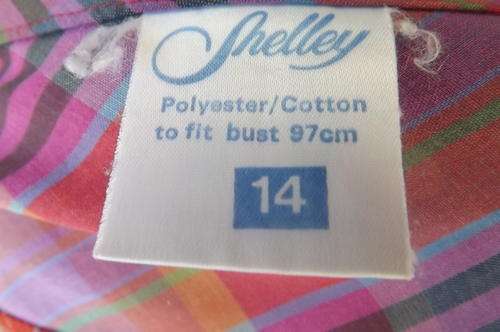 Shelley
Polyester/Cotton
to fit bust 97cm
14